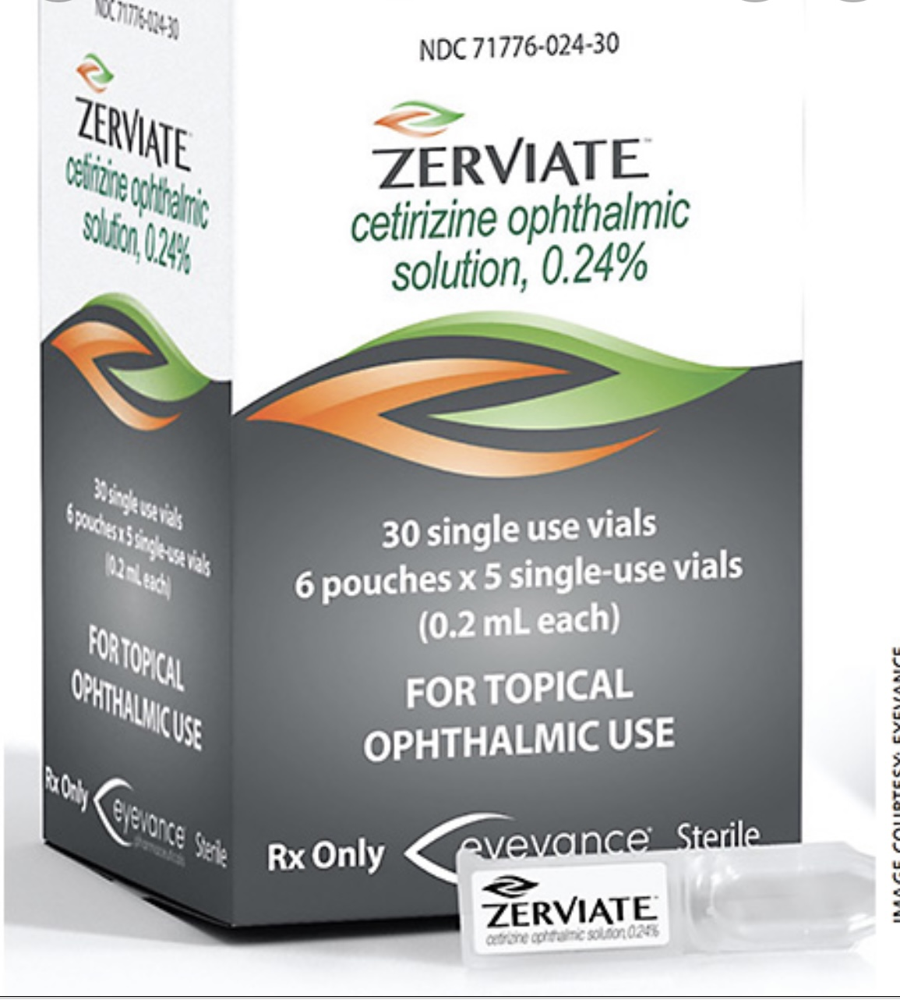 NDC 71776-024-30
ZERVIATE™
cetirizine ophthalmic
solution, 0.24%
30 single use vials
6 pouches x 5 single-use vials
(0.2 mL each)
FOR TOPICAL
OPHTHALMIC USE
Rx Only eyevance pharmaceuticals Sterile
NDC 71776-024-30
ZERVIATE™
cetirizine ophthalmic
solution, 0.24%
30 single use vials
6 pouches x 5 single-use vials
(0.2 mL each)
FOR TOPICAL
OPHTHALMIC USE
Rx Only eyevance® Sterile
ZERVIATE
cetirizine ophthalmic solution, 0.24%
IMAGE COURTESY: EYEVANCE